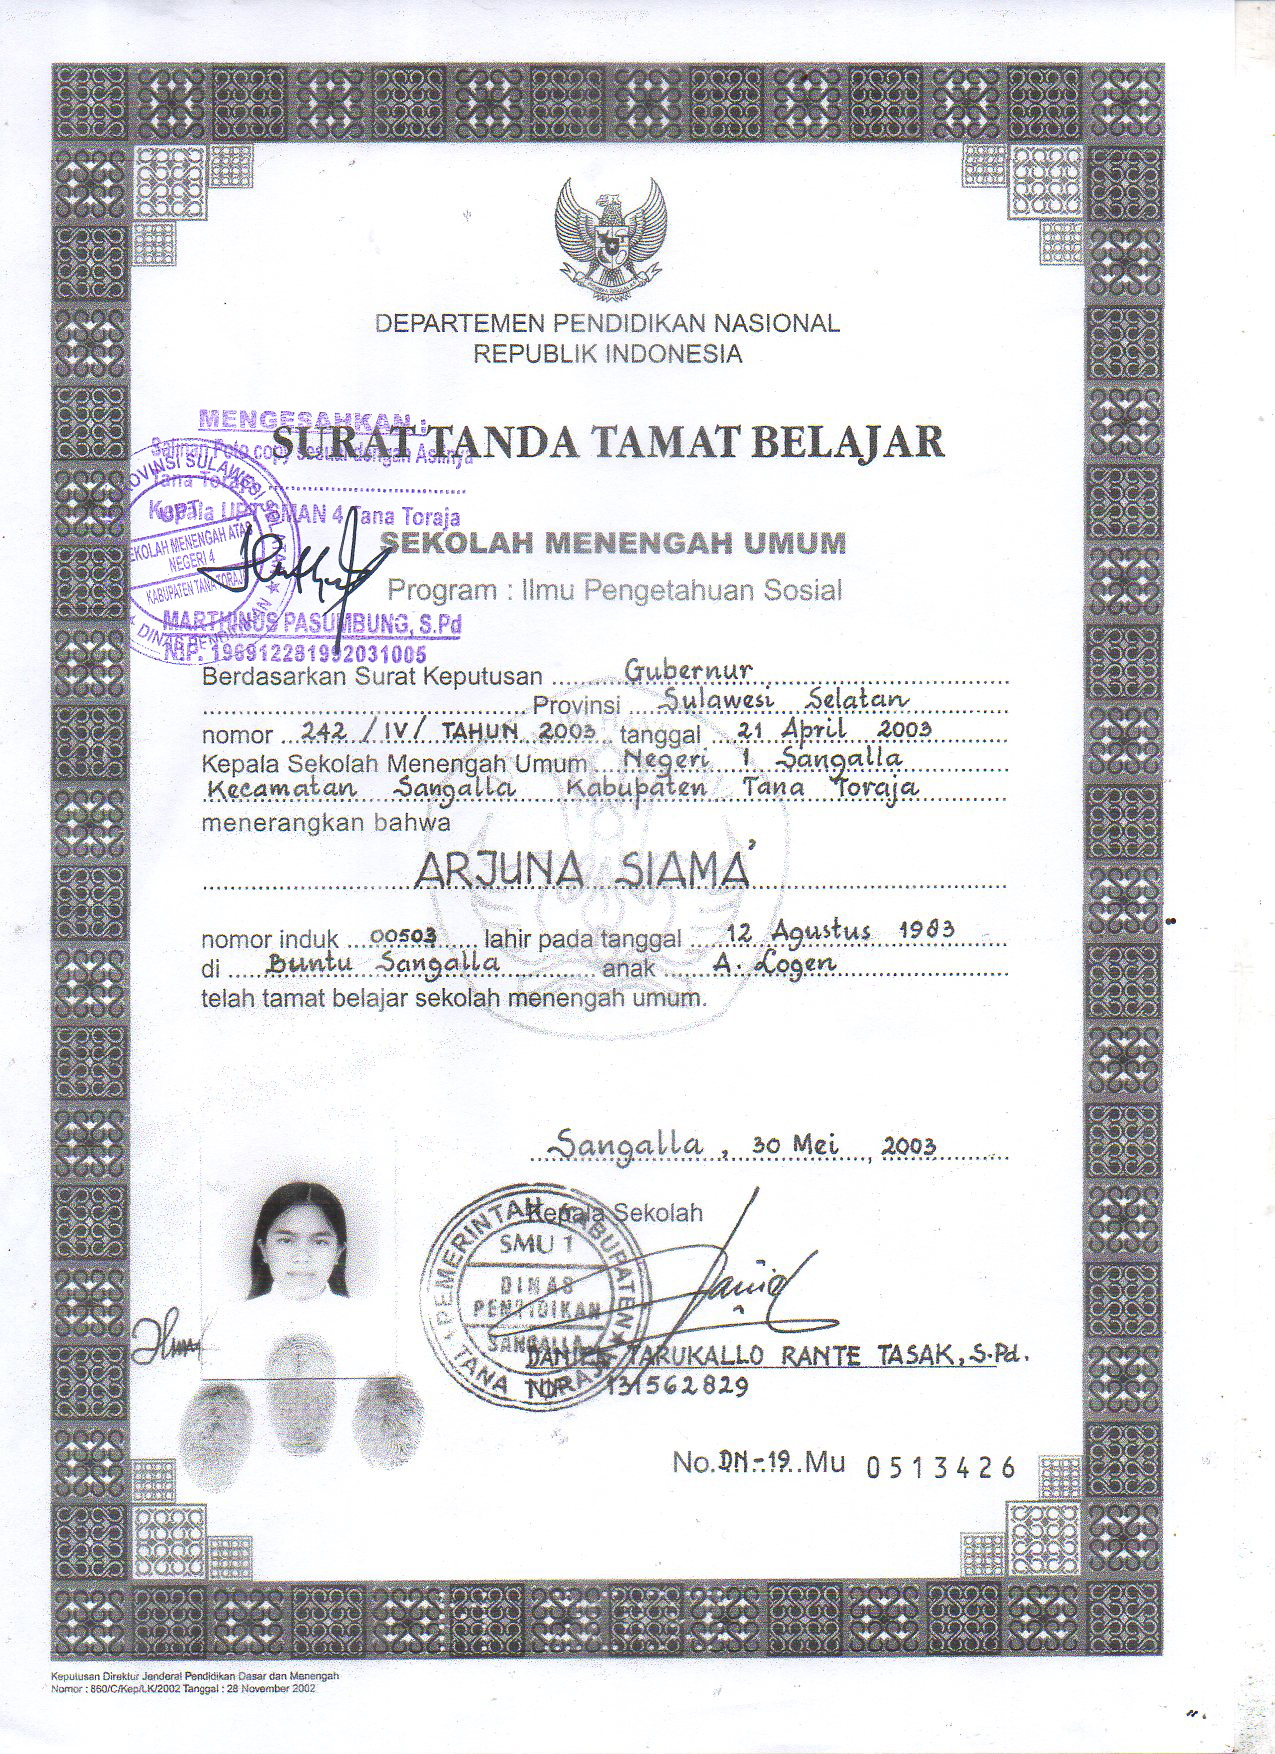 DEPARTEMEN PENDIDIKAN NASIONAL
REPUBLIK INDONESIA
SURAT TANDA TAMAT BELAJAR
MENGESAHKAN :
Salinan Foto copy sesuai dengan Aslinya
Tana Toraja
Kepala UPT SMAN 4 Tana Toraja
PROVINSI SULAWESI SELATAN
UPT
SEKOLAH MENENGAH ATAS
NEGERI 4
KABUPATEN TANA TORAJA
DINAS PENDIDIKAN
MARTHINUS PASUMBUNG, S.Pd
NIP. 196912281992031005
SEKOLAH MENENGAH UMUM
Program : Ilmu Pengetahuan Sosial
Berdasarkan Surat Keputusan Gubernur
Provinsi Sulawesi Selatan
nomor 242 / IV / TAHUN 2003 tanggal 21 April 2003
Kepala Sekolah Menengah Umum Negeri 1 Sangalla
Kecamatan Sangalla Kabupaten Tana Toraja
menerangkan bahwa
ARJUNA SIAMA'
nomor induk 00503 lahir pada tanggal 12 Agustus 1983
di Buntu Sangalla anak A. Logen
telah tamat belajar sekolah menengah umum.
Sangalla, 30 Mei, 2003
Kepala Sekolah
PEMERINTAH KABUPATEN
SMU 1
DINAS
PENDIDIKAN
SANGALLA
TANA TORAJA
DANIEL TARUKALLO RANTE TASAK, S.Pd.
NIP. 131562829
No. DN-19 Mu 0513426
Keputusan Direktur Jenderal Pendidikan Dasar dan Menengah
Nomor : 860/C/Kep/LK/2002 Tanggal : 28 November 2002